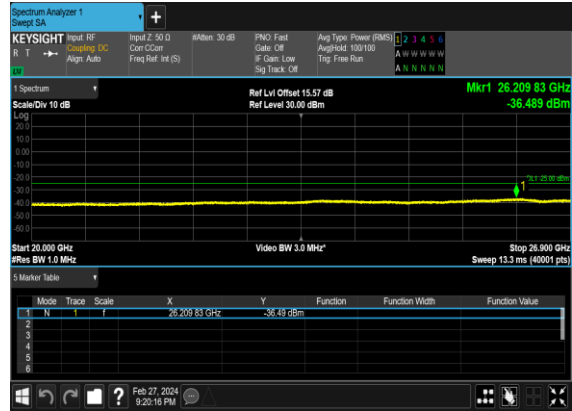 Spectrum Analyzer 1
Swept SA
+
KEYSIGHT Input: RF Input Z: 50 Ω #Atten: 30 dB PNO: Fast Avg Type: Power (RMS) 1 2 3 4 5 6
R T Coupling: DC Corr CCorr Gate: Off Avg|Hold: 100/100 A W W W W W
Align: Auto Freq Ref: Int (S) IF Gain: Low Trig: Free Run
Sig Track: Off A N N N N N
1 Spectrum Ref Lvl Offset 15.57 dB Mkr1 26.209 83 GHz
Scale/Div 10 dB Ref Level 30.00 dBm -36.489 dBm
Log
20.0
10.0
0.00
-10.0
-20.0
-30.0
-40.0
-50.0
-60.0
DL1 -25.00 dBm
1
Start 20.000 GHz Video BW 3.0 MHz* Stop 26.900 GHz
#Res BW 1.0 MHz Sweep 13.3 ms (40001 pts)
5 Marker Table
Mode Trace Scale X Y Function Function Width Function Value
1 N 1 f 26.209 83 GHz -36.49 dBm
2
3
4
5
6
? Feb 27, 2024
9:20:16 PM